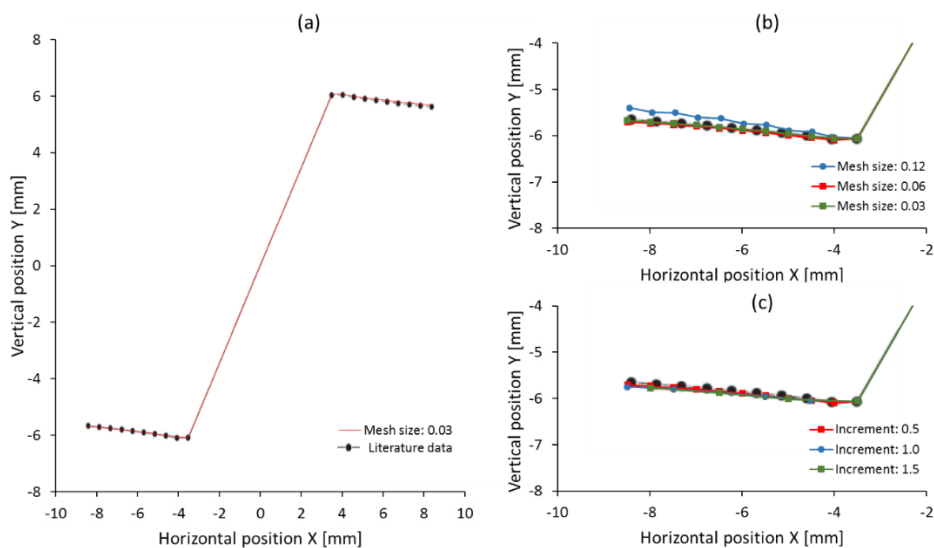 (a)
8
6
4
2
0
-2
-4
-6
-8
-8 -6 -4 -2 0 2 4 6 8 10
Vertical position Y [mm]
Horizontal position X [mm]
Mesh size: 0.03
Literature data
(b)
-4
-5
-6
-7
-8
-10 -8 -6 -4 -2
Vertical position Y [mm]
Horizontal position X [mm]
Mesh size: 0.12
Mesh size: 0.06
Mesh size: 0.03
(c)
-4
-5
-6
-7
-8
-10 -8 -6 -4 -2
Vertical position Y [mm]
Horizontal position X [mm]
Increment: 0.5
Increment: 1.0
Increment: 1.5